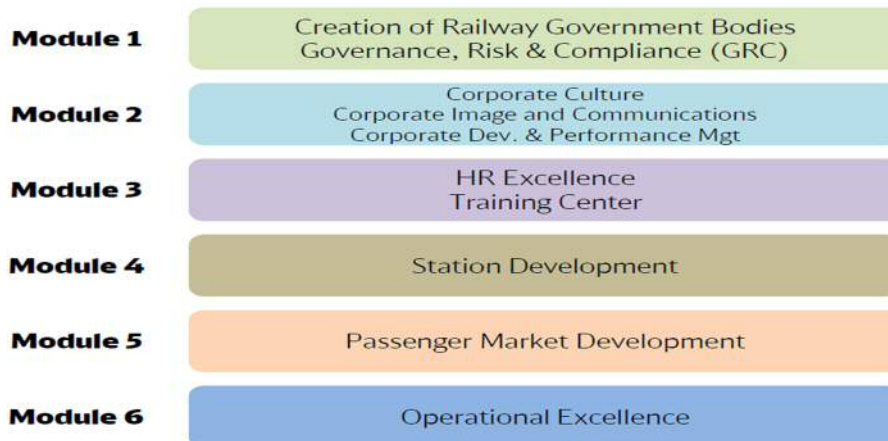 Module 1
Creation of Railway Government Bodies
Governance, Risk & Compliance (GRC)
Module 2
Corporate Culture
Corporate Image and Communications
Corporate Dev. & Performance Mgt
Module 3
HR Excellence
Training Center
Module 4
Station Development
Module 5
Passenger Market Development
Module 6
Operational Excellence